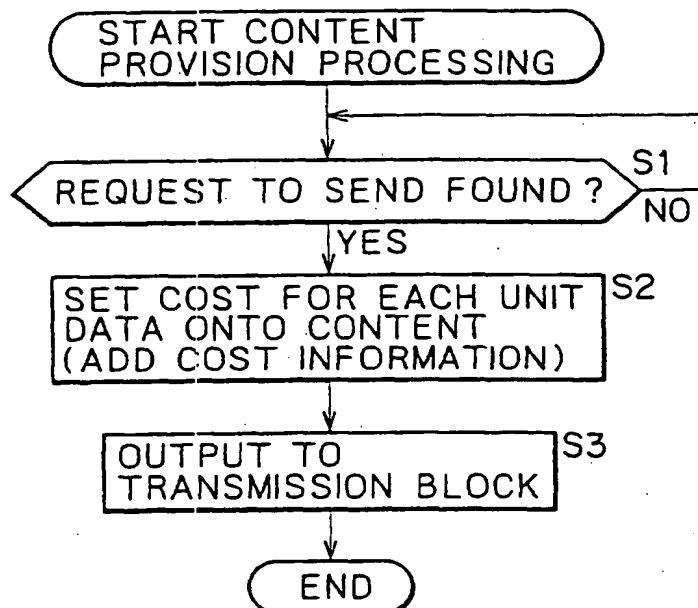 START CONTENT
PROVISION PROCESSING
REQUEST TO SEND FOUND?
S1
NO
YES
SET COST FOR EACH UNIT
DATA ONTO CONTENT
(ADD COST INFORMATION)
S2
OUTPUT TO
TRANSMISSION BLOCK
S3
END